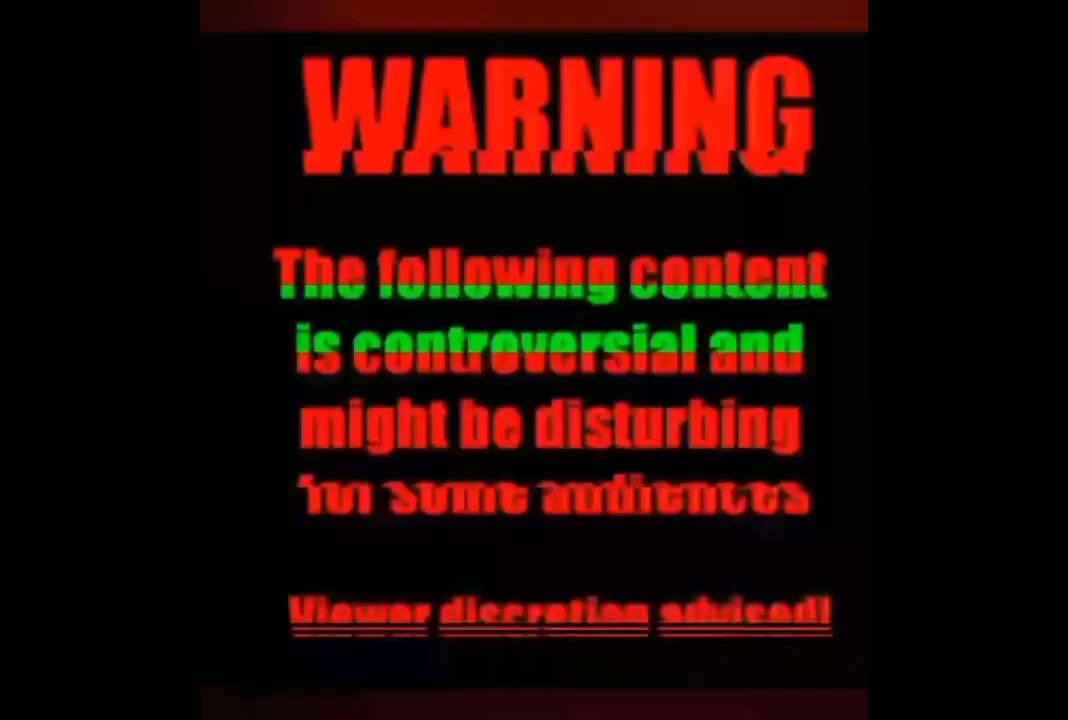 WARNING
The following content
is controversial and
might be disturbing
for some audiences
Viewer discretion advised!